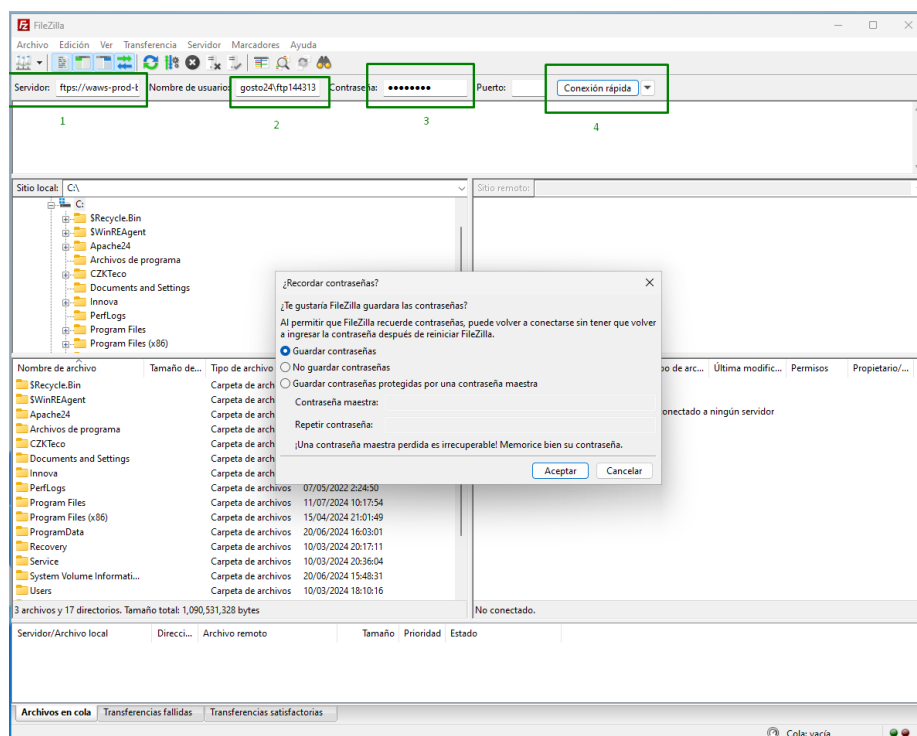 FileZilla
Archivo Edición Ver Transferencia Servidor Marcadores Ayuda
Servidor: ftps://waws-prod-b Nombre de usuario: gosto24\ftp144313 Contraseña: ●●●●●●●● Puerto: Conexión rápida
1 2 3 4
Sitio local: C:\ Sitio remoto:
C:
$Recycle.Bin
$WinREAgent
Apache24
Archivos de programa
CZKTeco
Documents and Settings
Innova
PerfLogs
Program Files
Program Files (x86)
¿Recordar contraseñas?
¿Te gustaría FileZilla guardara las contraseñas?
Al permitir que FileZilla recuerde contraseñas, puede volver a conectarse sin tener que volver
a ingresar la contraseña después de reiniciar FileZilla.
Guardar contraseñas
No guardar contraseñas
Guardar contraseñas protegidas por una contraseña maestra
Contraseña maestra:
Repetir contraseña:
¡Una contraseña maestra perdida es irrecuperable! Memorice bien su contraseña.
Aceptar Cancelar
Nombre de archivo Tamaño de... Tipo de archivo po de arc... Última modific... Permisos Propietario/...
$Recycle.Bin Carpeta de arch
$WinREAgent Carpeta de arch
Apache24 Carpeta de arch onectado a ningún servidor
Archivos de programa Carpeta de arch
CZKTeco Carpeta de arch
Documents and Settings Carpeta de arch
Innova Carpeta de arch
PerfLogs Carpeta de archivos 07/05/2022 2:24:50
Program Files Carpeta de archivos 11/07/2024 10:17:54
Program Files (x86) Carpeta de archivos 15/04/2024 21:01:49
ProgramData Carpeta de archivos 20/06/2024 16:03:01
Recovery Carpeta de archivos 10/03/2024 20:17:11
Service Carpeta de archivos 10/03/2024 20:36:04
System Volume Informati... Carpeta de archivos 20/06/2024 15:48:31
Users Carpeta de archivos 10/03/2024 18:10:16
3 archivos y 17 directorios. Tamaño total: 1,090,531,328 bytes No conectado.
Servidor/Archivo local Direcci... Archivo remoto Tamaño Prioridad Estado
Archivos en cola Transferencias fallidas Transferencias satisfactorias
Cola: vacía